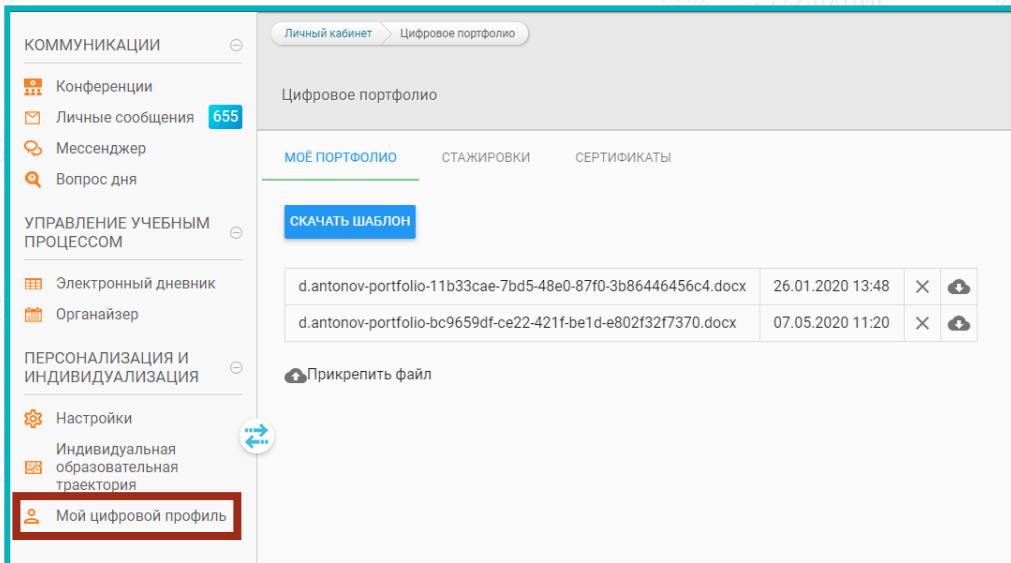 КОММУНИКАЦИИ
Конференции
Личные сообщения 655
Мессенджер
Вопрос дня
УПРАВЛЕНИЕ УЧЕБНЫМ
ПРОЦЕССОМ
Электронный дневник
Органайзер
ПЕРСОНАЛИЗАЦИЯ И
ИНДИВИДУАЛИЗАЦИЯ
Настройки
Индивидуальная
образовательная
траектория
Мой цифровой профиль
Личный кабинет Цифровое портфолио
Цифровое портфолио
МОЁ ПОРТФОЛИО СТАЖИРОВКИ СЕРТИФИКАТЫ
СКАЧАТЬ ШАБЛОН
d.antonov-portfolio-11b33cae-7bd5-48e0-87f0-3b86446456c4.docx 26.01.2020 13:48
d.antonov-portfolio-bc9659df-ce22-421f-be1d-e802f32f7370.docx 07.05.2020 11:20
Прикрепить файл